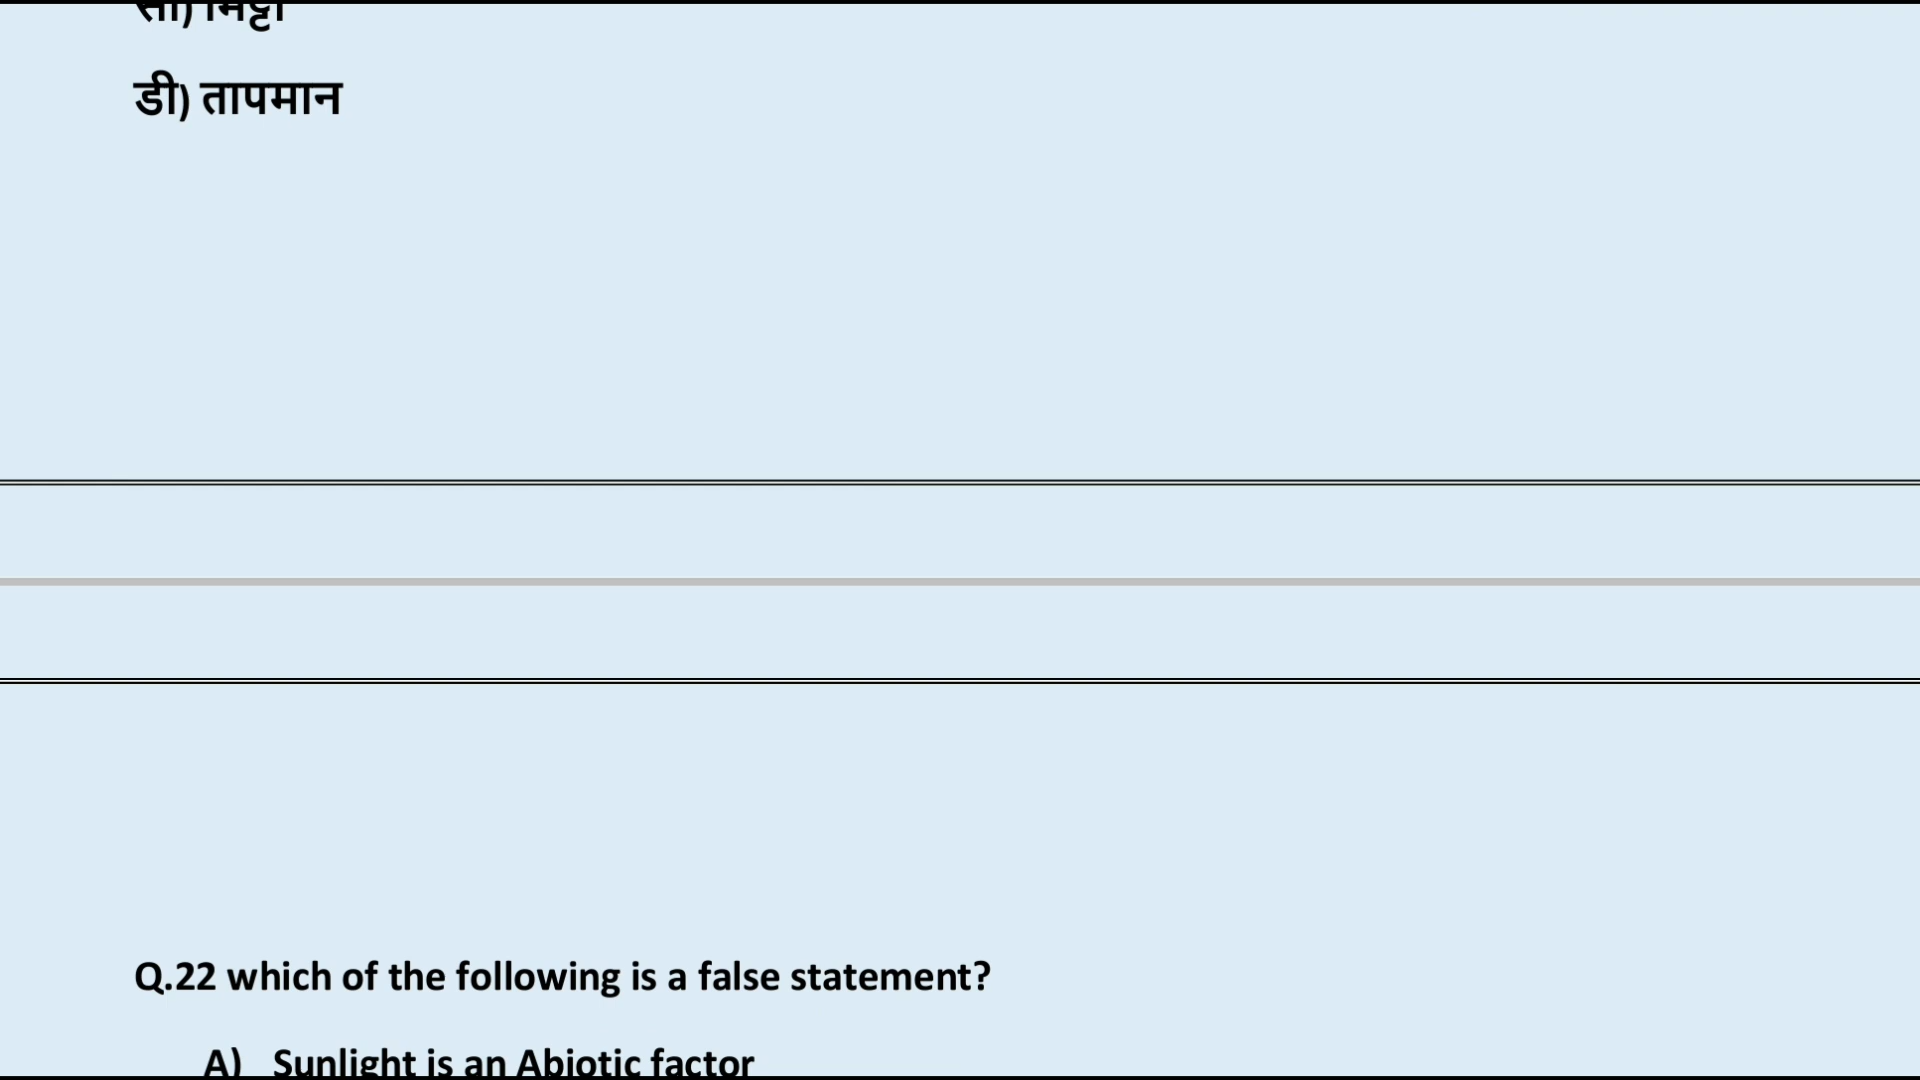 सी) मिट्टी
डी) तापमान
Q.22 which of the following is a false statement?
A) Sunlight is an Abiotic factor